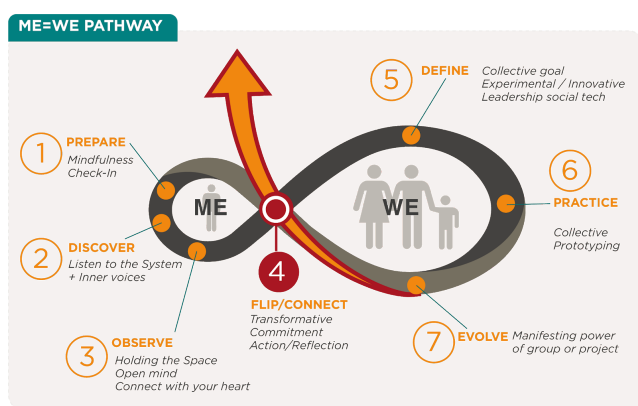 ME=WE PATHWAY
1
PREPARE
Mindfulness
Check-In
2
DISCOVER
Listen to the System
+ Inner voices
3
OBSERVE
Holding the Space
Open mind
Connect with your heart
ME
4
FLIP/CONNECT
Transformative
Commitment
Action/Reflection
WE
5
DEFINE
Collective goal
Experimental / Innovative
Leadership social tech
6
PRACTICE
Collective
Prototyping
7
EVOLVE
Manifesting power
of group or project